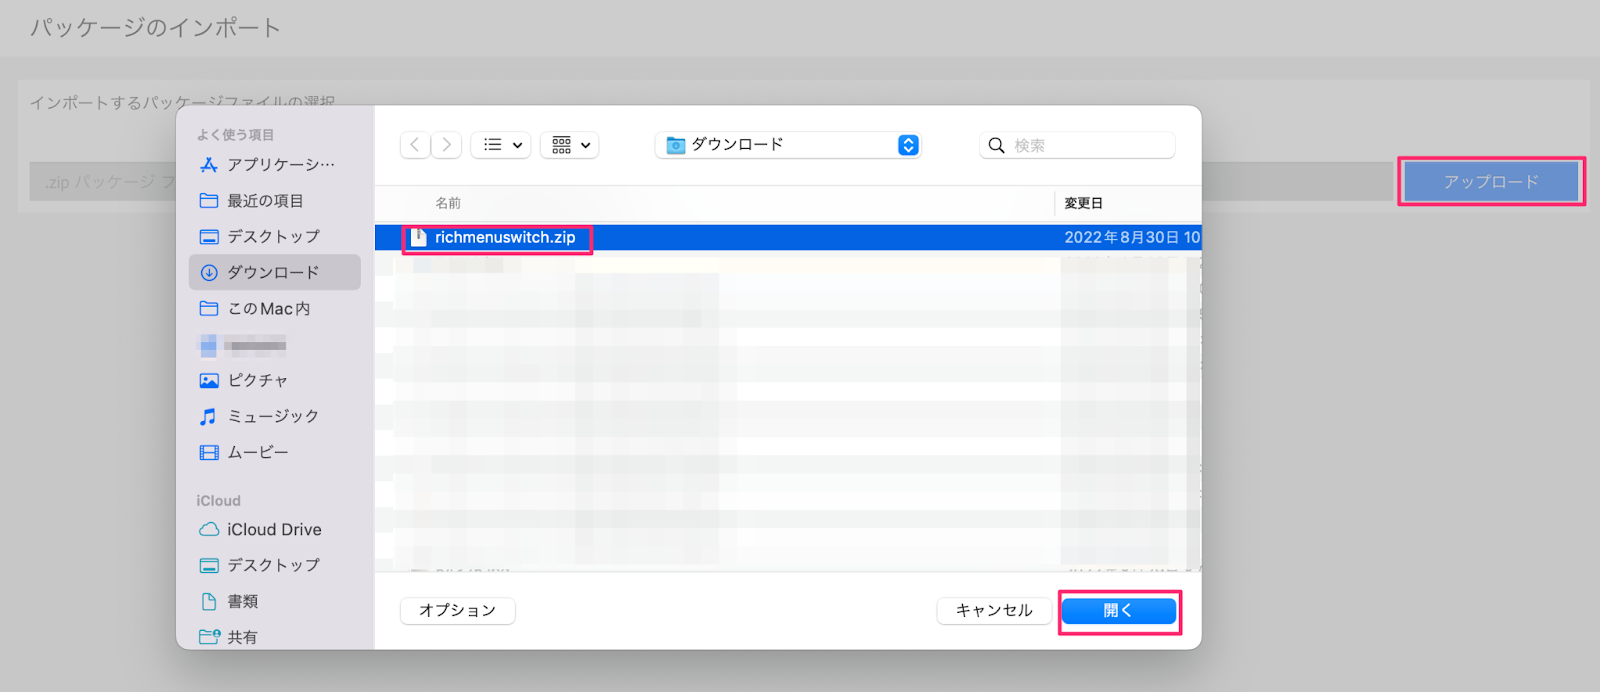 パッケージのインポート
インポートするパッケージファイルの選択
.zip パッケージ フ
アップロード
よく使う項目
アプリケーシ…
最近の項目
デスクトップ
ダウンロード
このMac内
ピクチャ
ミュージック
ムービー
iCloud
iCloud Drive
デスクトップ
書類
共有
ダウンロード
検索
名前
変更日
richmenuswitch.zip
2022年8月30日 10
オプション
キャンセル
開く